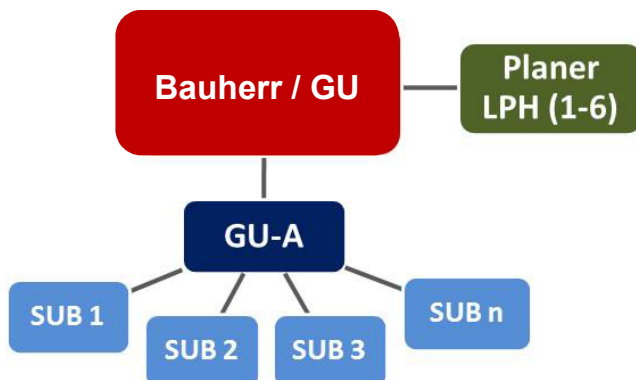 Bauherr / GU
Planer
LPH (1-6)
GU-A
SUB 1
SUB 2
SUB 3
SUB n